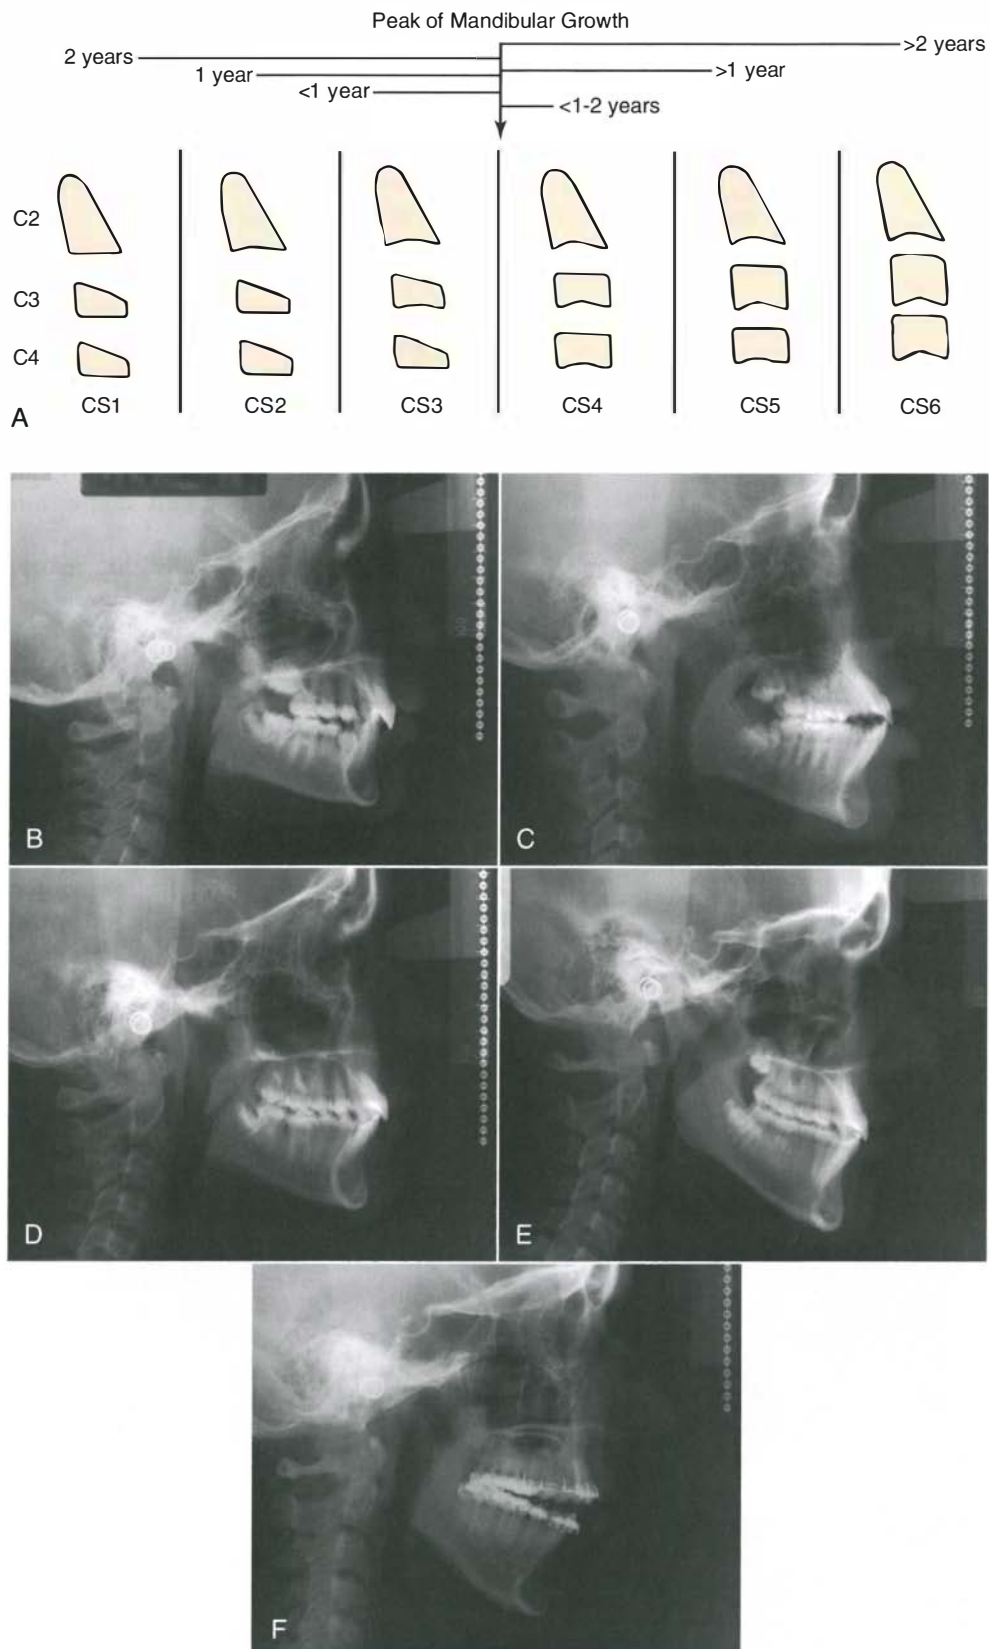 Peak of Mandibular Growth
2 years >2 years
1 year >1 year
<1 year
<1-2 years
C2
C3
C4
A CS1 CS2 CS3 CS4 CS5 CS6
B C
D E
F